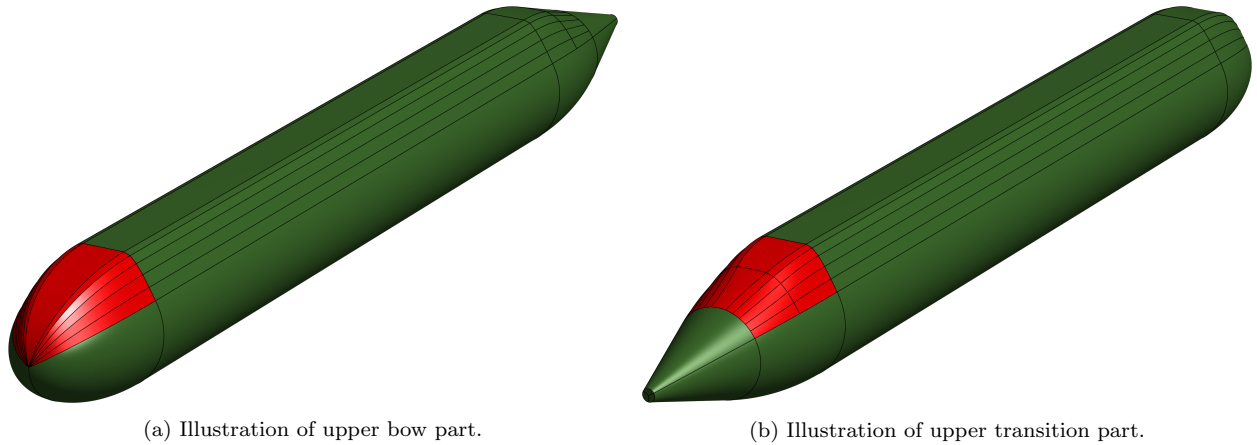 (a) Illustration of upper bow part.
(b) Illustration of upper transition part.